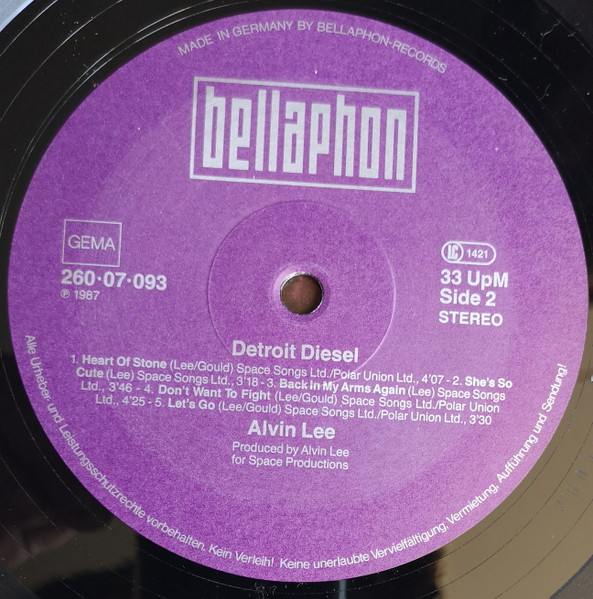 MADE IN GERMANY BY BELLAPHON-RECORDS
bellaphon
GEMA
260·07·093
℗ 1987
LC 1421
33 UpM
Side 2
STEREO
Detroit Diesel
1. Heart Of Stone (Lee/Gould) Space Songs Ltd./Polar Union Ltd., 4'07 - 2. She's So
Cute (Lee) Space Songs Ltd., 3'18 - 3. Back In My Arms Again (Lee) Space Songs
Ltd., 3'46 - 4. Don't Want To Fight (Lee/Gould) Space Songs Ltd./Polar Union
Ltd., 4'25 - 5. Let's Go (Lee/Gould) Space Songs Ltd./Polar Union Ltd., 3'30
Alvin Lee
Produced by Alvin Lee
for Space Productions
Alle Urheber und Leistungsschutzrechte vorbehalten. Kein Verleih! Keine unerlaubte Vervielfältigung, Vermietung, Aufführung und Sendung!